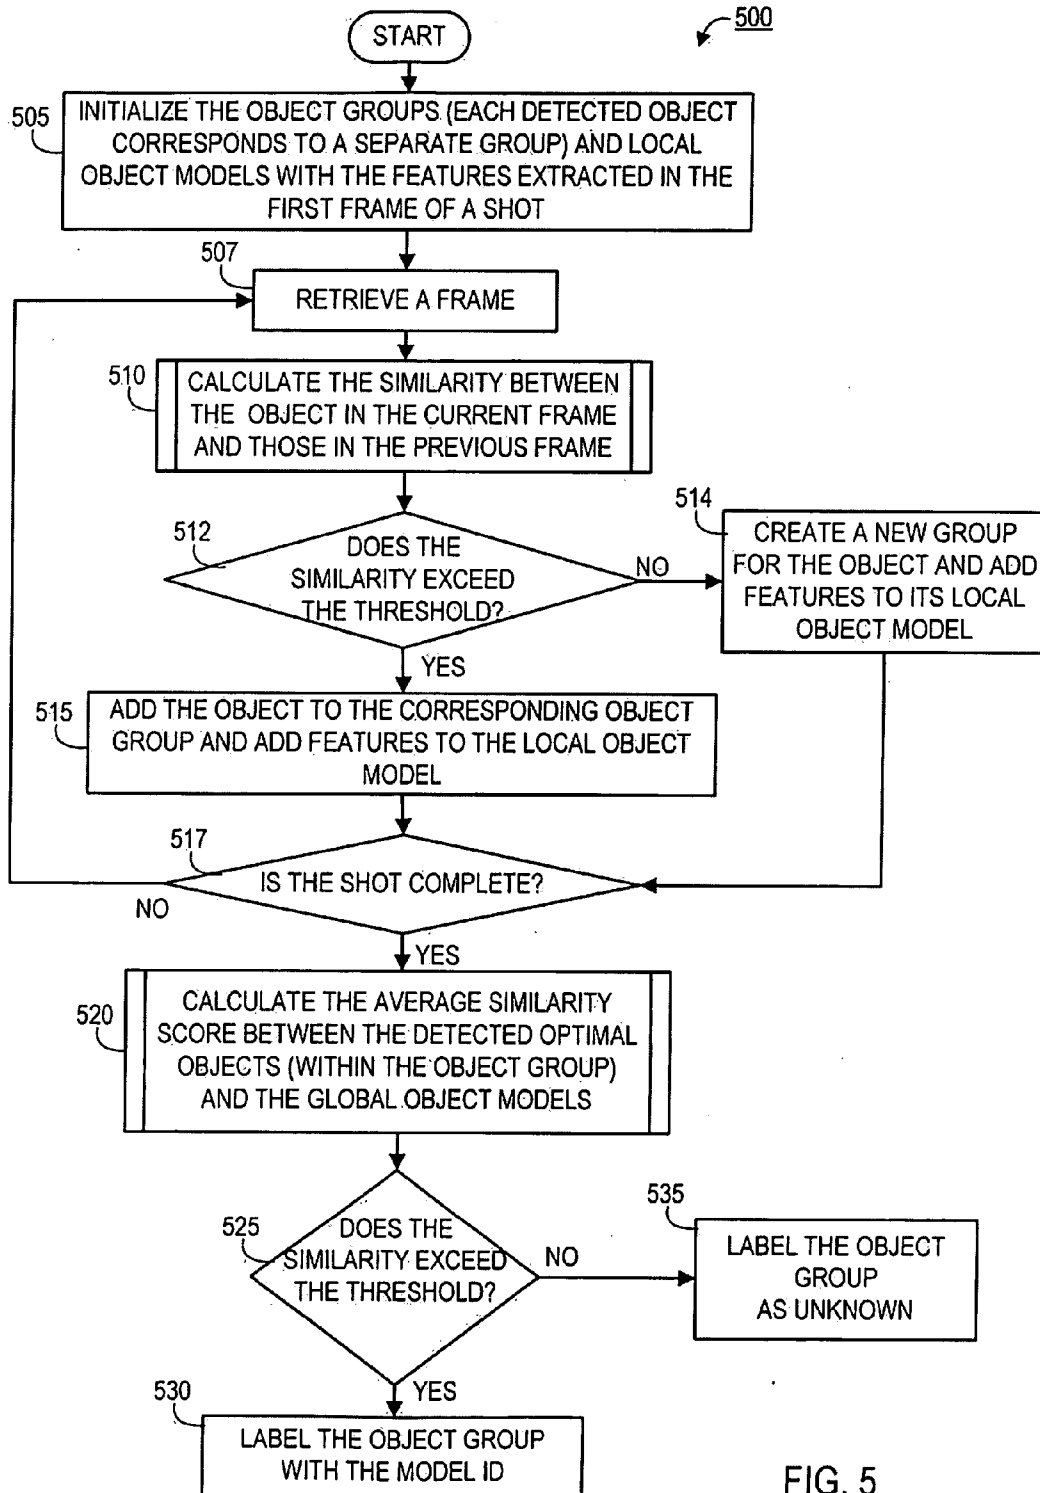 500
START
505
INITIALIZE THE OBJECT GROUPS (EACH DETECTED OBJECT
CORRESPONDS TO A SEPARATE GROUP) AND LOCAL
OBJECT MODELS WITH THE FEATURES EXTRACTED IN THE
FIRST FRAME OF A SHOT
507
RETRIEVE A FRAME
510
CALCULATE THE SIMILARITY BETWEEN
THE OBJECT IN THE CURRENT FRAME
AND THOSE IN THE PREVIOUS FRAME
512
DOES THE
SIMILARITY EXCEED
THE THRESHOLD?
NO
514
CREATE A NEW GROUP
FOR THE OBJECT AND ADD
FEATURES TO ITS LOCAL
OBJECT MODEL
YES
515
ADD THE OBJECT TO THE CORRESPONDING OBJECT
GROUP AND ADD FEATURES TO THE LOCAL OBJECT
MODEL
517
IS THE SHOT COMPLETE?
NO
YES
520
CALCULATE THE AVERAGE SIMILARITY
SCORE BETWEEN THE DETECTED OPTIMAL
OBJECTS (WITHIN THE OBJECT GROUP)
AND THE GLOBAL OBJECT MODELS
525
DOES THE
SIMILARITY EXCEED
THE THRESHOLD?
NO
535
LABEL THE OBJECT
GROUP
AS UNKNOWN
YES
530
LABEL THE OBJECT GROUP
WITH THE MODEL ID
FIG. 5